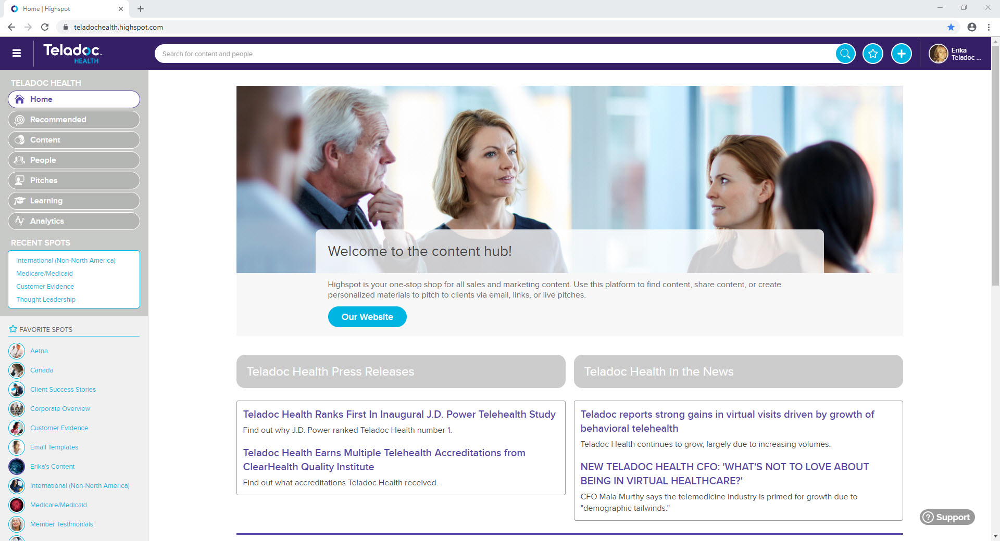 Home | Highspot
teladochealth.highspot.com
Teladoc
HEALTH
Search for content and people
Erika
Teladoc ...
TELADOC HEALTH
Home
Recommended
Content
People
Pitches
Learning
Analytics
RECENT SPOTS
International (Non-North America)
Medicare/Medicaid
Customer Evidence
Thought Leadership
FAVORITE SPOTS
Aetna
Canada
Client Success Stories
Corporate Overview
Customer Evidence
Email Templates
Erika's Content
International (Non-North America)
Medicare/Medicaid
Member Testimonials
Welcome to the content hub!
Highspot is your one-stop shop for all sales and marketing content. Use this platform to find content, share content, or create
personalized materials to pitch to clients via email, links, or live pitches.
Our Website
Teladoc Health Press Releases
Teladoc Health Ranks First In Inaugural J.D. Power Telehealth Study
Find out why J.D. Power ranked Teladoc Health number 1.
Teladoc Health Earns Multiple Telehealth Accreditations from
ClearHealth Quality Institute
Find out what accreditations Teladoc Health received.
Teladoc Health in the News
Teladoc reports strong gains in virtual visits driven by growth of
behavioral telehealth
Teladoc Health continues to grow, largely due to increasing volumes.
NEW TELADOC HEALTH CFO: 'WHAT'S NOT TO LOVE ABOUT
BEING IN VIRTUAL HEALTHCARE?'
CFO Mala Murthy says the telemedicine industry is primed for growth due to
"demographic tailwinds."
Support